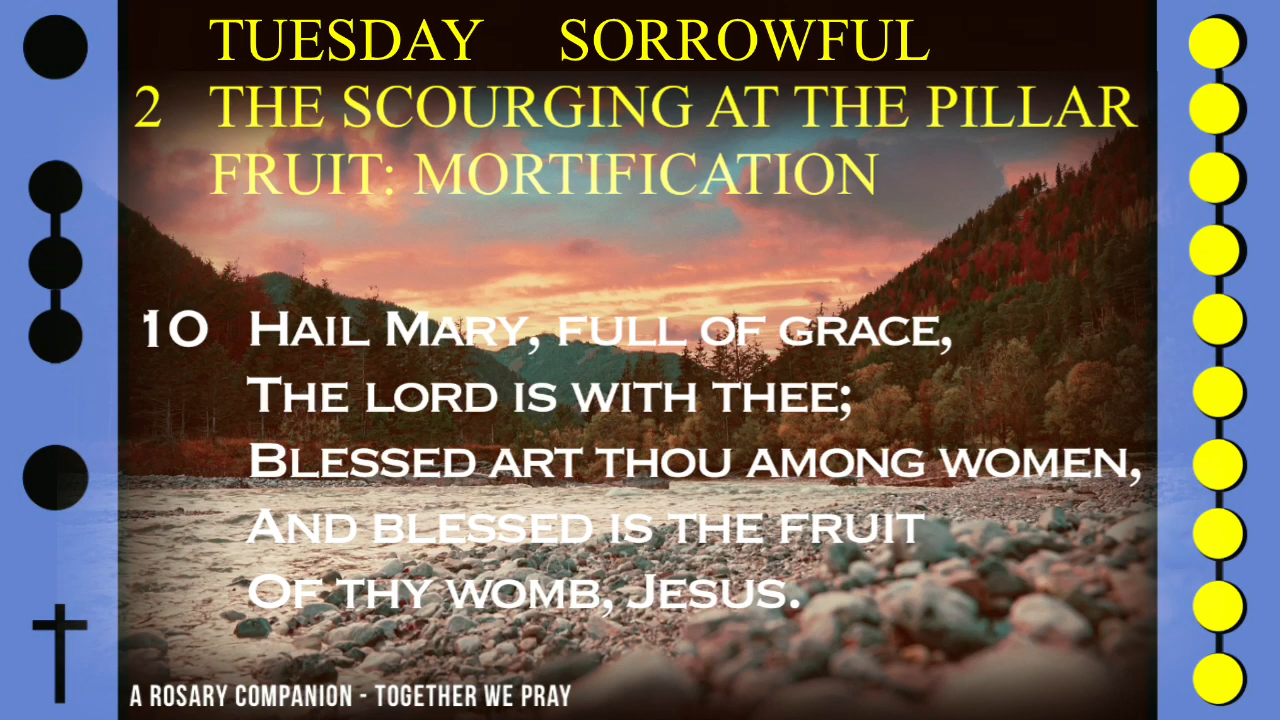 TUESDAY SORROWFUL
2 THE SCOURGING AT THE PILLAR
FRUIT: MORTIFICATION
10 HAIL MARY, FULL OF GRACE,
THE LORD IS WITH THEE;
BLESSED ART THOU AMONG WOMEN,
AND BLESSED IS THE FRUIT
OF THY WOMB, JESUS.
A ROSARY COMPANION - TOGETHER WE PRAY